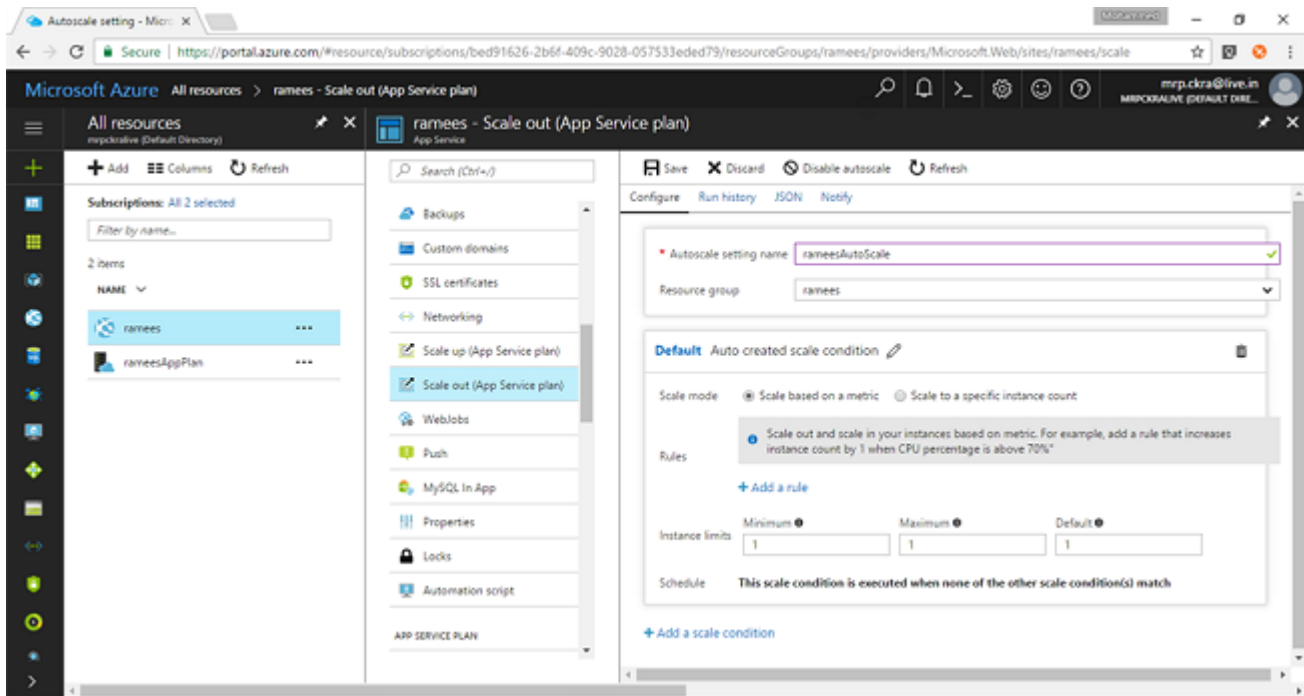 Autoscale setting - Micr
Mohammed
Secure | https://portal.azure.com/#resource/subscriptions/bed91626-2b6f-409c-9028-057533eded79/resourceGroups/ramees/providers/Microsoft.Web/sites/ramees/scale
Microsoft Azure All resources > ramees - Scale out (App Service plan)
mrp.ckra@live.in
MRPCKRALIVE (DEFAULT DIRE...
All resources
mrpckralive (Default Directory)
ramees - Scale out (App Service plan)
App Service
Add Columns Refresh
Subscriptions: All 2 selected
Filter by name...
2 items
NAME
ramees
rameesAppPlan
Search (Ctrl+/)
Backups
Custom domains
SSL certificates
Networking
Scale up (App Service plan)
Scale out (App Service plan)
WebJobs
Push
MySQL In App
Properties
Locks
Automation script
APP SERVICE PLAN
Save Discard Disable autoscale Refresh
Configure Run history JSON Notify
* Autoscale setting name rameesAutoScale
Resource group ramees
Default Auto created scale condition
Scale mode Scale based on a metric Scale to a specific instance count
Rules
Scale out and scale in your instances based on metric. For example, add a rule that increases
instance count by 1 when CPU percentage is above 70%"
+ Add a rule
Instance limits
Minimum Maximum Default
1 1 1
Schedule This scale condition is executed when none of the other scale condition(s) match
+ Add a scale condition